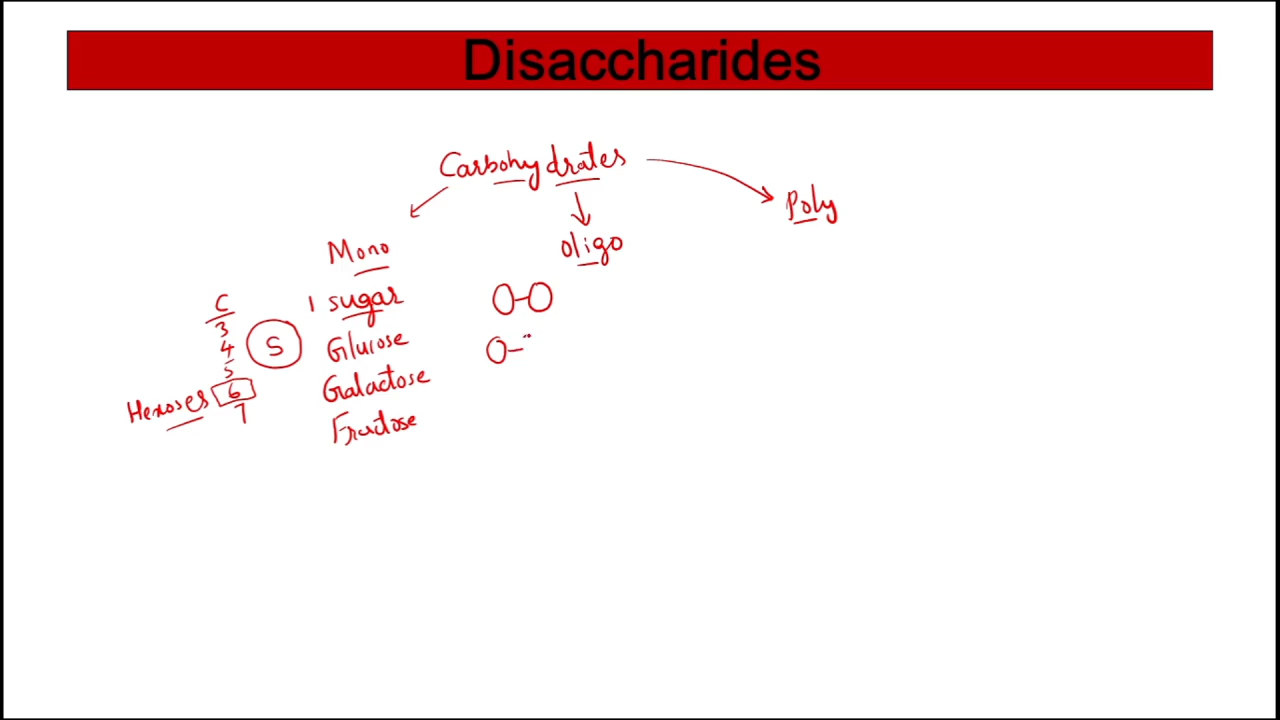 Disaccharides
Carbohydrates
Mono
Oligo
Poly
C
3
4
5
6
7
Hexoses
S
1 sugar
Glucose
Galactose
Fructose